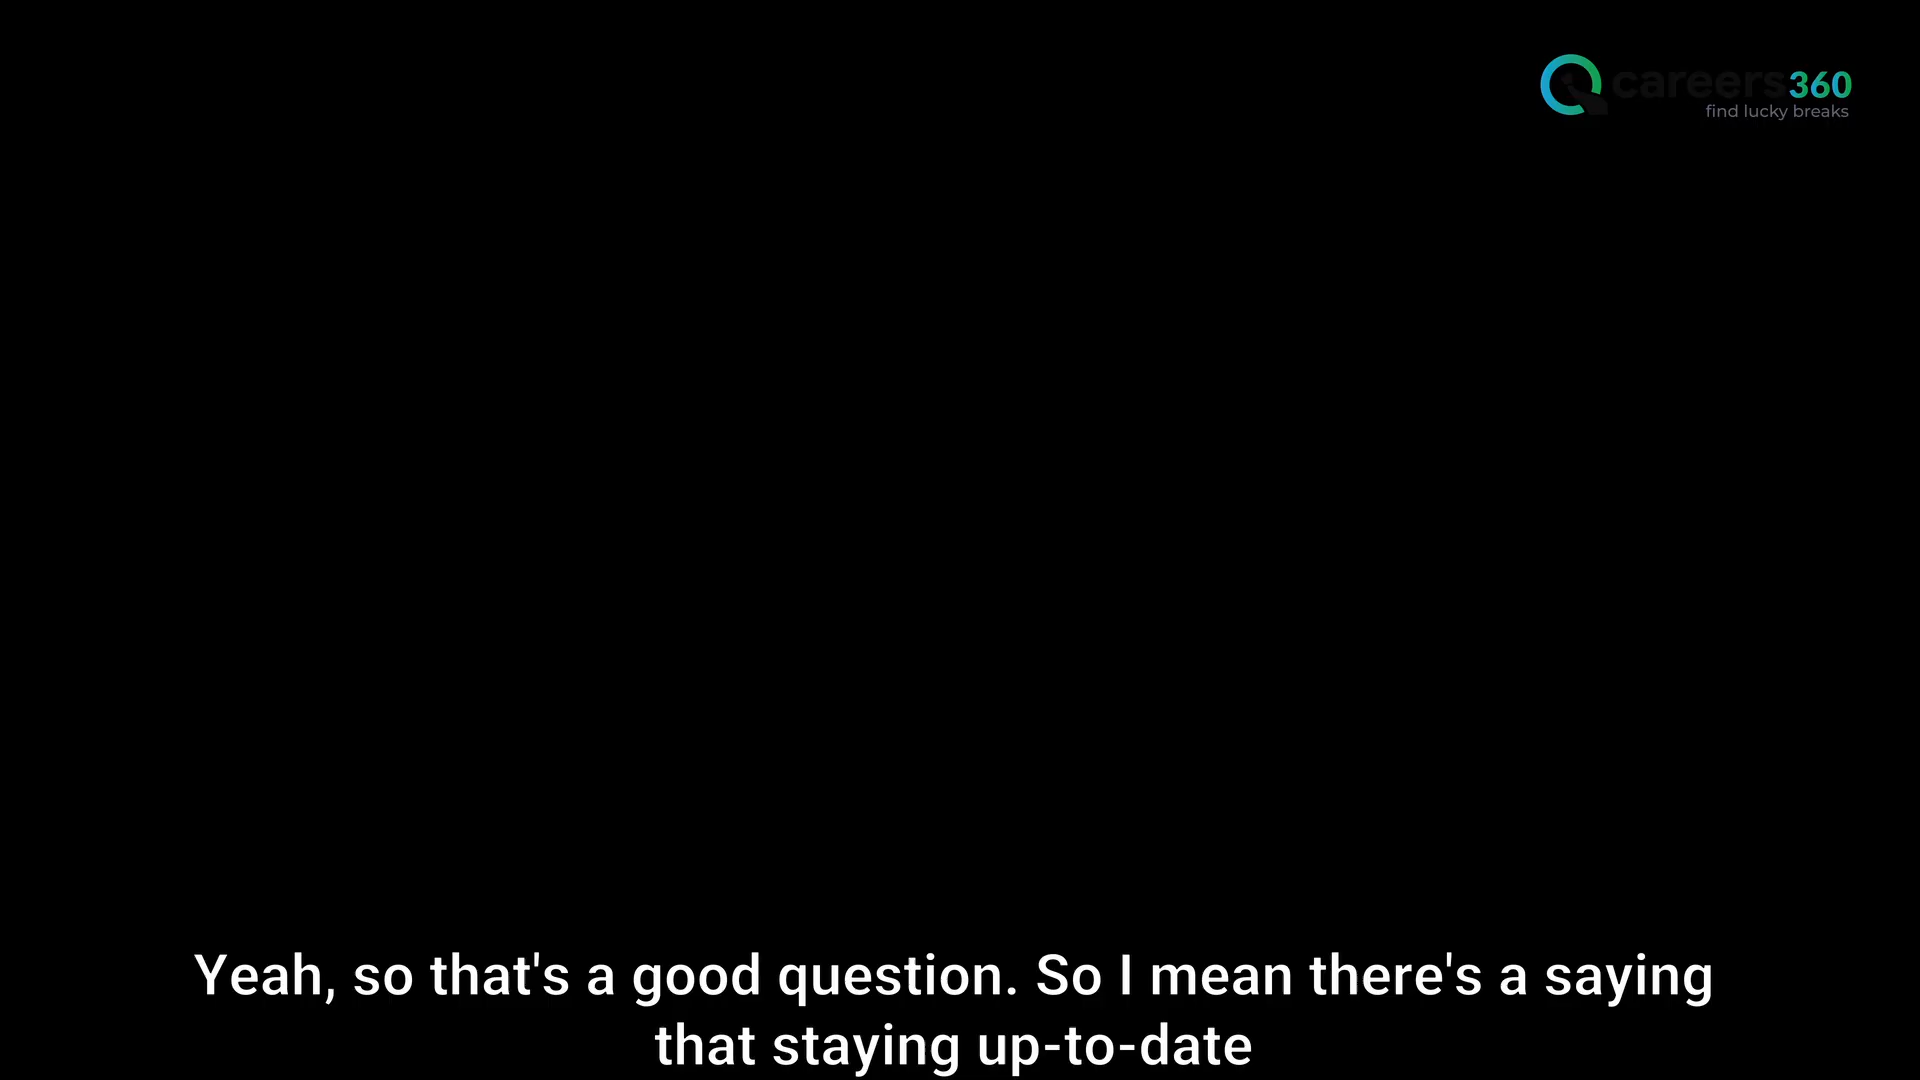 careers360
find lucky breaks
Yeah, so that's a good question. So I mean there's a saying
that staying up-to-date